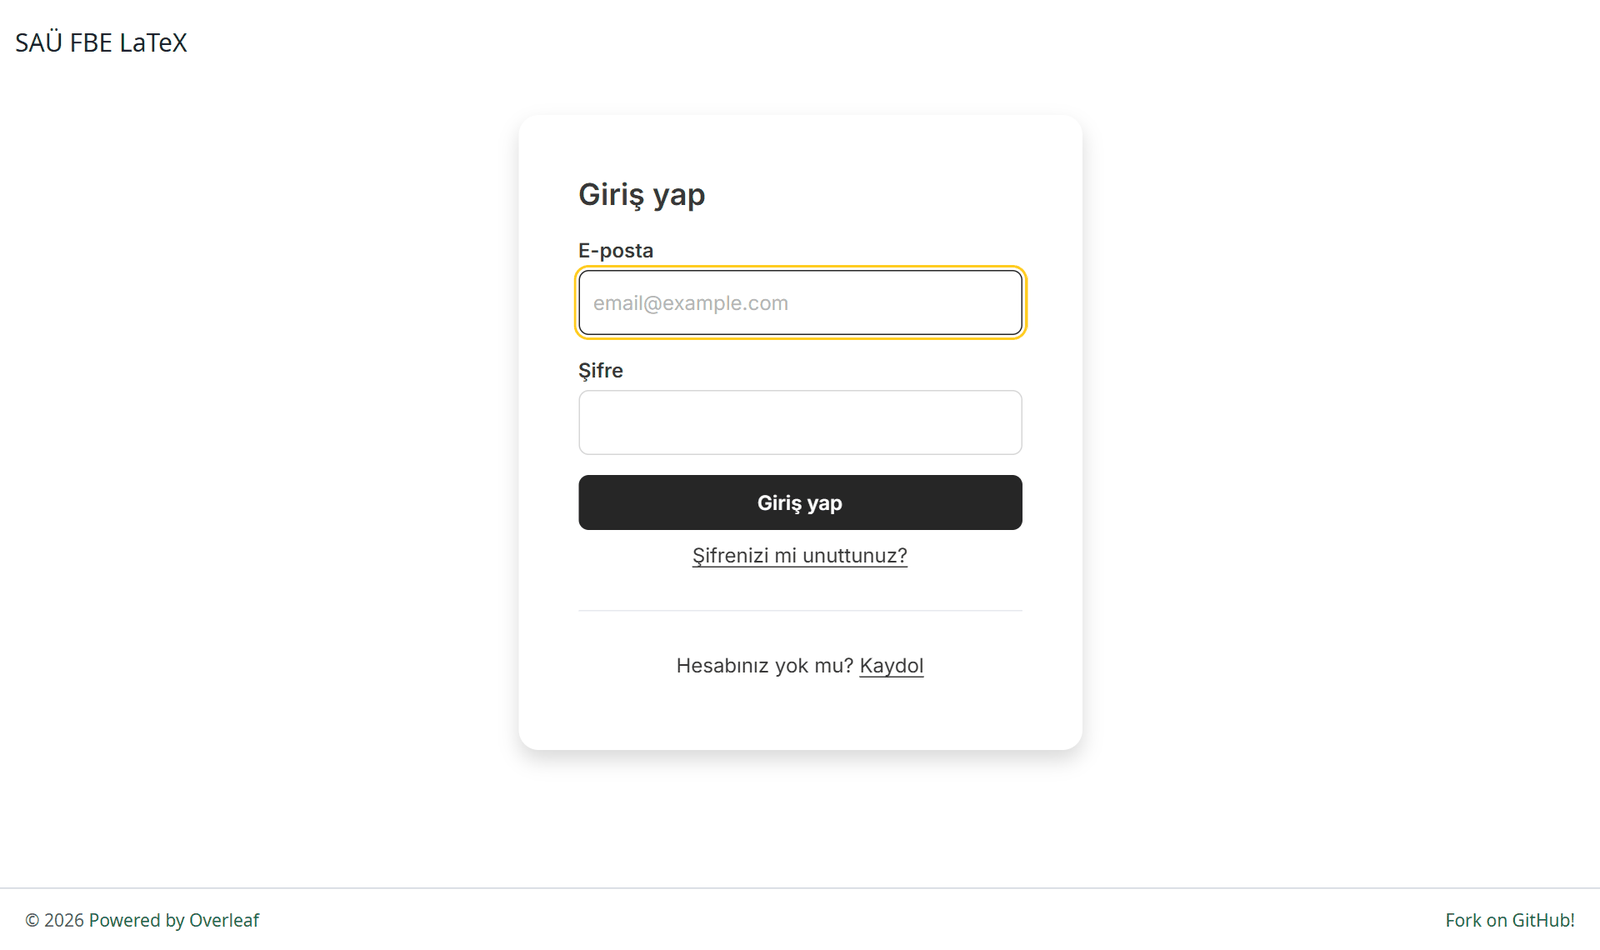 SAÜ FBE LaTeX
Giriş yap
E-posta
email@example.com
Şifre
Giriş yap
Şifrenizi mi unuttunuz?
Hesabınız yok mu? Kaydol
© 2026 Powered by Overleaf
Fork on GitHub!